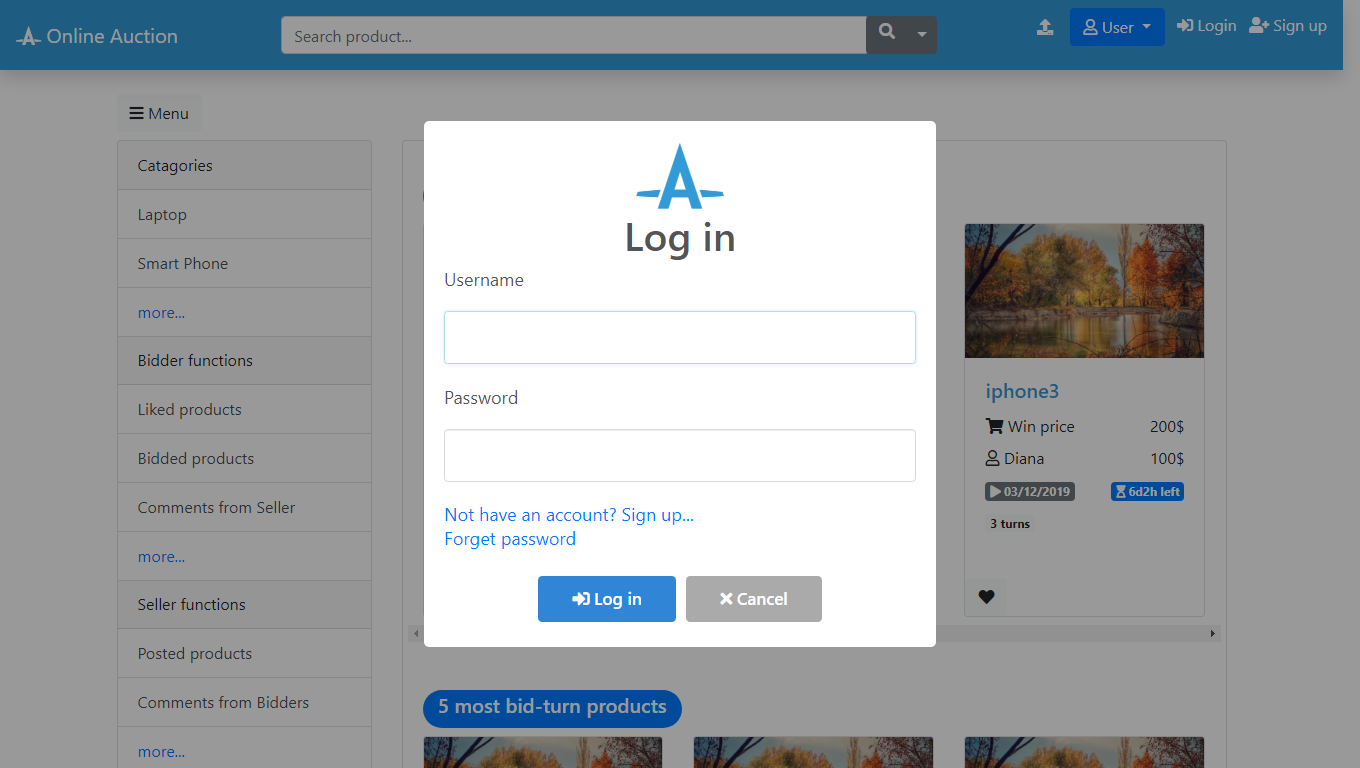 Online Auction
Search product...
User
Login
Sign up
Menu
Catagories
Laptop
Smart Phone
more...
Bidder functions
Liked products
Bidded products
Comments from Seller
more...
Seller functions
Posted products
Comments from Bidders
more...
Log in
Username
Password
Not have an account? Sign up...
Forget password
Log in
Cancel
iphone3
Win price 200$
Diana 100$
03/12/2019 6d2h left
3 turns
5 most bid-turn products